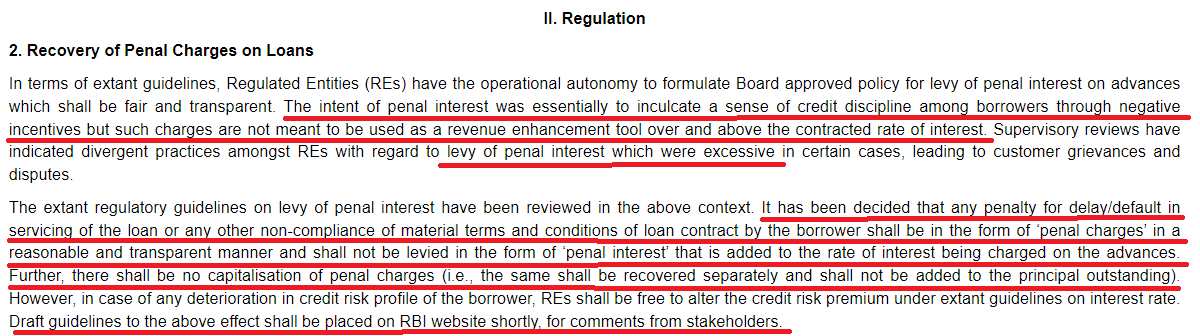 II. Regulation
2. Recovery of Penal Charges on Loans
In terms of extant guidelines, Regulated Entities (REs) have the operational autonomy to formulate Board approved policy for levy of penal interest on advances
which shall be fair and transparent. The intent of penal interest was essentially to inculcate a sense of credit discipline among borrowers through negative
incentives but such charges are not meant to be used as a revenue enhancement tool over and above the contracted rate of interest. Supervisory reviews have
indicated divergent practices amongst REs with regard to levy of penal interest which were excessive in certain cases, leading to customer grievances and
disputes.
The extant regulatory guidelines on levy of penal interest have been reviewed in the above context. It has been decided that any penalty for delay/default in
servicing of the loan or any other non-compliance of material terms and conditions of loan contract by the borrower shall be in the form of ‘penal charges’ in a
reasonable and transparent manner and shall not be levied in the form of ‘penal interest’ that is added to the rate of interest being charged on the advances.
Further, there shall be no capitalisation of penal charges (i.e., the same shall be recovered separately and shall not be added to the principal outstanding).
However, in case of any deterioration in credit risk profile of the borrower, REs shall be free to alter the credit risk premium under extant guidelines on interest rate.
Draft guidelines to the above effect shall be placed on RBI website shortly, for comments from stakeholders.